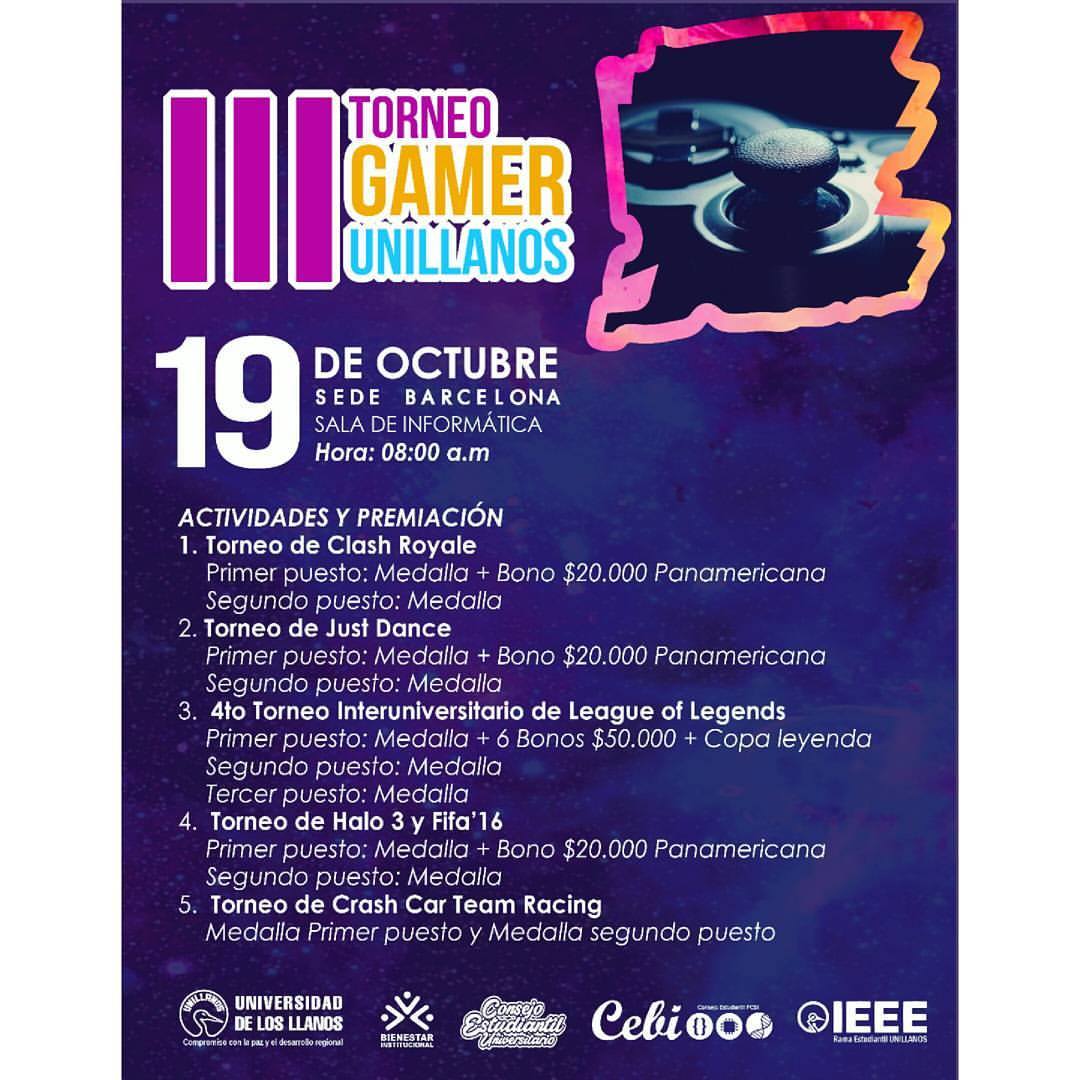 III TORNEO
GAMER
UNILLANOS
19 DE OCTUBRE
SEDE BARCELONA
SALA DE INFORMÁTICA
Hora: 08:00 a.m
ACTIVIDADES Y PREMIACIÓN
1. Torneo de Clash Royale
Primer puesto: Medalla + Bono $20.000 Panamericana
Segundo puesto: Medalla
2. Torneo de Just Dance
Primer puesto: Medalla + Bono $20.000 Panamericana
Segundo puesto: Medalla
3. 4to Torneo Interuniversitario de League of Legends
Primer puesto: Medalla + 6 Bonos $50.000 + Copa leyenda
Segundo puesto: Medalla
Tercer puesto: Medalla
4. Torneo de Halo 3 y Fifa'16
Primer puesto: Medalla + Bono $20.000 Panamericana
Segundo puesto: Medalla
5. Torneo de Crash Car Team Racing
Medalla Primer puesto y Medalla segundo puesto
UNILLANOS
UNIVERSIDAD
DE LOS LLANOS
Compromiso con la paz y el desarrollo regional
BIENESTAR
INSTITUCIONAL
Consejo
Estudiantil
Universitario
Cebi
Consejo Estudiantil FCBI
IEEE
Rama Estudiantil UNILLANOS